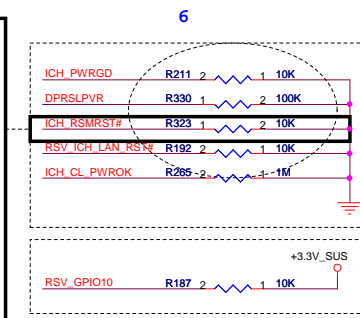 6
ICH_PWRGD R211 2 1 10K
DPRSLPVR R330 1 2 100K
ICH_RSMRST# R323 1 2 10K
RSV_ICH_LAN_RST# R192 2 1 10K
ICH_CL_PWROK R265 2 1 1M
+3.3V_SUS
RSV_GPIO10 R187 2 1 10K